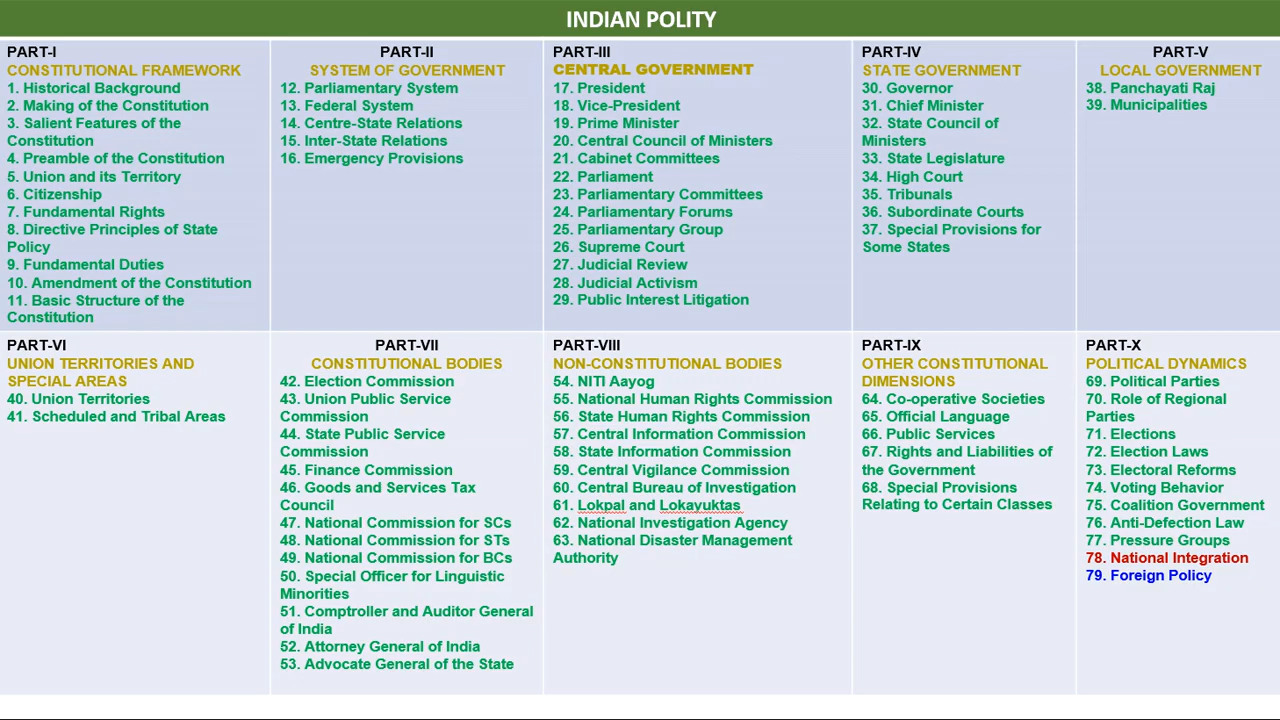 INDIAN POLITY
PART-I
CONSTITUTIONAL FRAMEWORK
1. Historical Background
2. Making of the Constitution
3. Salient Features of the
Constitution
4. Preamble of the Constitution
5. Union and its Territory
6. Citizenship
7. Fundamental Rights
8. Directive Principles of State
Policy
9. Fundamental Duties
10. Amendment of the Constitution
11. Basic Structure of the
Constitution
PART-II
SYSTEM OF GOVERNMENT
12. Parliamentary System
13. Federal System
14. Centre-State Relations
15. Inter-State Relations
16. Emergency Provisions
PART-III
CENTRAL GOVERNMENT
17. President
18. Vice-President
19. Prime Minister
20. Central Council of Ministers
21. Cabinet Committees
22. Parliament
23. Parliamentary Committees
24. Parliamentary Forums
25. Parliamentary Group
26. Supreme Court
27. Judicial Review
28. Judicial Activism
29. Public Interest Litigation
PART-IV
STATE GOVERNMENT
30. Governor
31. Chief Minister
32. State Council of
Ministers
33. State Legislature
34. High Court
35. Tribunals
36. Subordinate Courts
37. Special Provisions for
Some States
PART-V
LOCAL GOVERNMENT
38. Panchayati Raj
39. Municipalities
PART-VI
UNION TERRITORIES AND
SPECIAL AREAS
40. Union Territories
41. Scheduled and Tribal Areas
PART-VII
CONSTITUTIONAL BODIES
42. Election Commission
43. Union Public Service
Commission
44. State Public Service
Commission
45. Finance Commission
46. Goods and Services Tax
Council
47. National Commission for SCs
48. National Commission for STs
49. National Commission for BCs
50. Special Officer for Linguistic
Minorities
51. Comptroller and Auditor General
of India
52. Attorney General of India
53. Advocate General of the State
PART-VIII
NON-CONSTITUTIONAL BODIES
54. NITI Aayog
55. National Human Rights Commission
56. State Human Rights Commission
57. Central Information Commission
58. State Information Commission
59. Central Vigilance Commission
60. Central Bureau of Investigation
61. Lokpal and Lokayuktas
62. National Investigation Agency
63. National Disaster Management
Authority
PART-IX
OTHER CONSTITUTIONAL
DIMENSIONS
64. Co-operative Societies
65. Official Language
66. Public Services
67. Rights and Liabilities of
the Government
68. Special Provisions
Relating to Certain Classes
PART-X
POLITICAL DYNAMICS
69. Political Parties
70. Role of Regional
Parties
71. Elections
72. Election Laws
73. Electoral Reforms
74. Voting Behavior
75. Coalition Government
76. Anti-Defection Law
77. Pressure Groups
78. National Integration
79. Foreign Policy